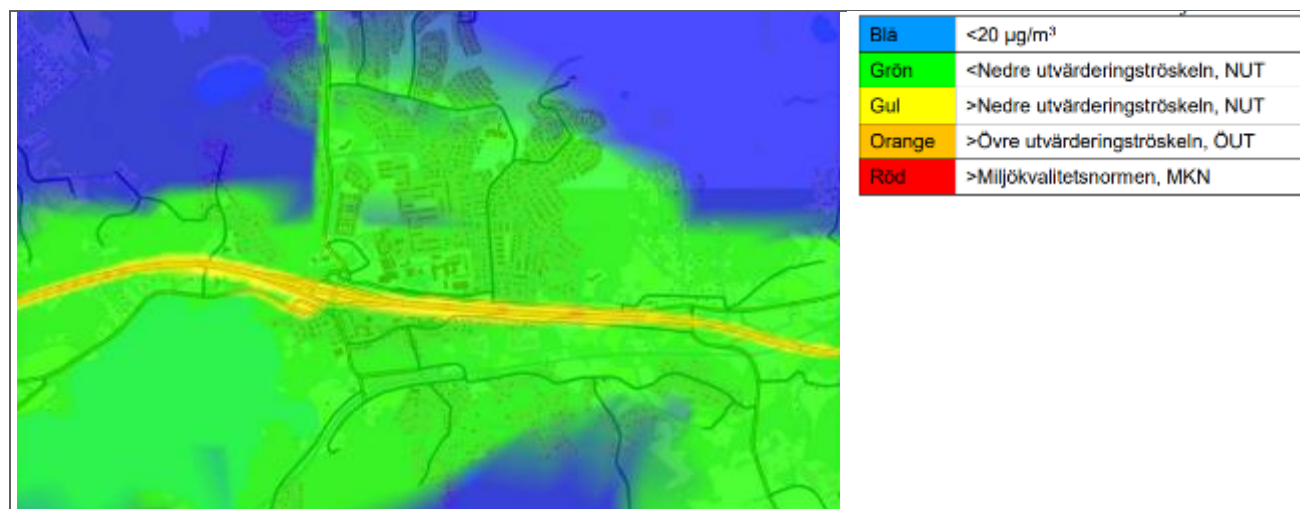 Blå <20 µg/m³
Grön <Nedre utvärderingströskeln, NUT
Gul >Nedre utvärderingströskeln, NUT
Orange >Övre utvärderingströskeln, ÖUT
Röd >Miljökvalitetsnormen, MKN